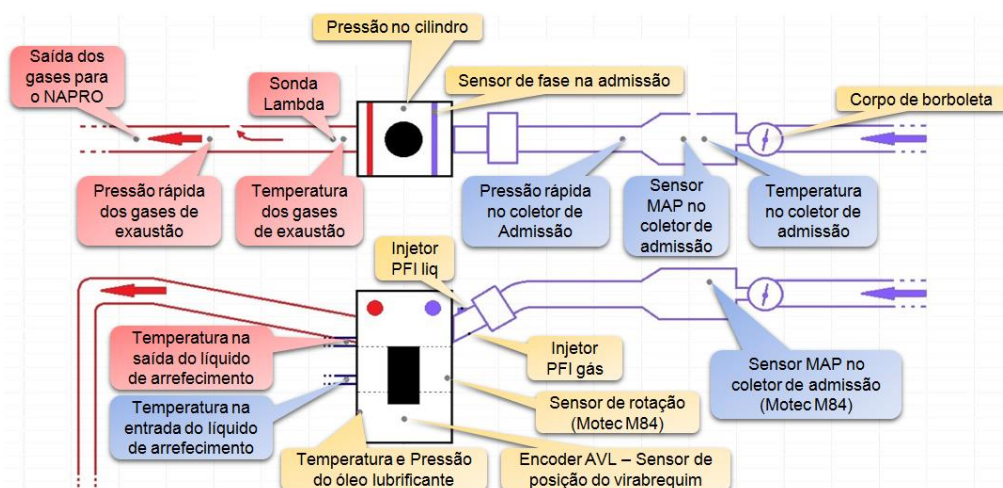 Pressão no cilindro
Saída dos
gases para
o NAPRO
Sonda
Lambda
Sensor de fase na admissão
Corpo de borboleta
Pressão rápida
dos gases de
exaustão
Temperatura
dos gases
de exaustão
Pressão rápida
no coletor de
Admissão
Sensor
MAP no
coletor de
admissão
Temperatura
no coletor de
admissão
Injetor
PFI liq
Injetor
PFI gás
Temperatura na
saída do líquido
de arrefecimento
Temperatura na
entrada do líquido
de arrefecimento
Sensor MAP no
coletor de admissão
(Motec M84)
Sensor de rotação
(Motec M84)
Temperatura e Pressão
do óleo lubrificante
Encoder AVL – Sensor de
posição do virabrequim